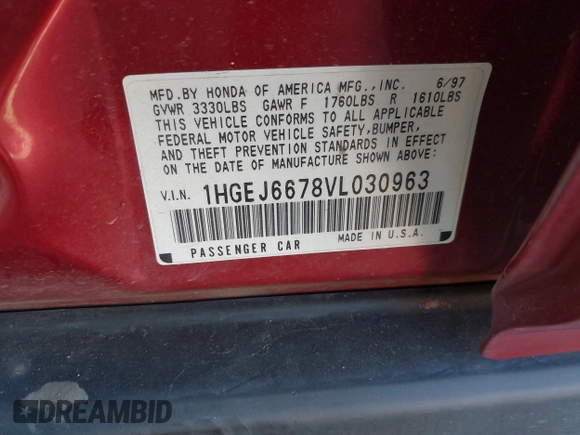 MFD.BY HONDA OF AMERICA MFG.,INC. 6/97
GVWR 3330LBS GAWR F 1760LBS R 1610LBS
THIS VEHICLE CONFORMS TO ALL APPLICABLE
FEDERAL MOTOR VEHICLE SAFETY,BUMPER,
AND THEFT PREVENTION STANDARDS IN EFFECT
ON THE DATE OF MANUFACTURE SHOWN ABOVE:
V.I.N. 1HGEJ6678VL030963
PASSENGER CAR MADE IN U.S.A.
DREAMBID